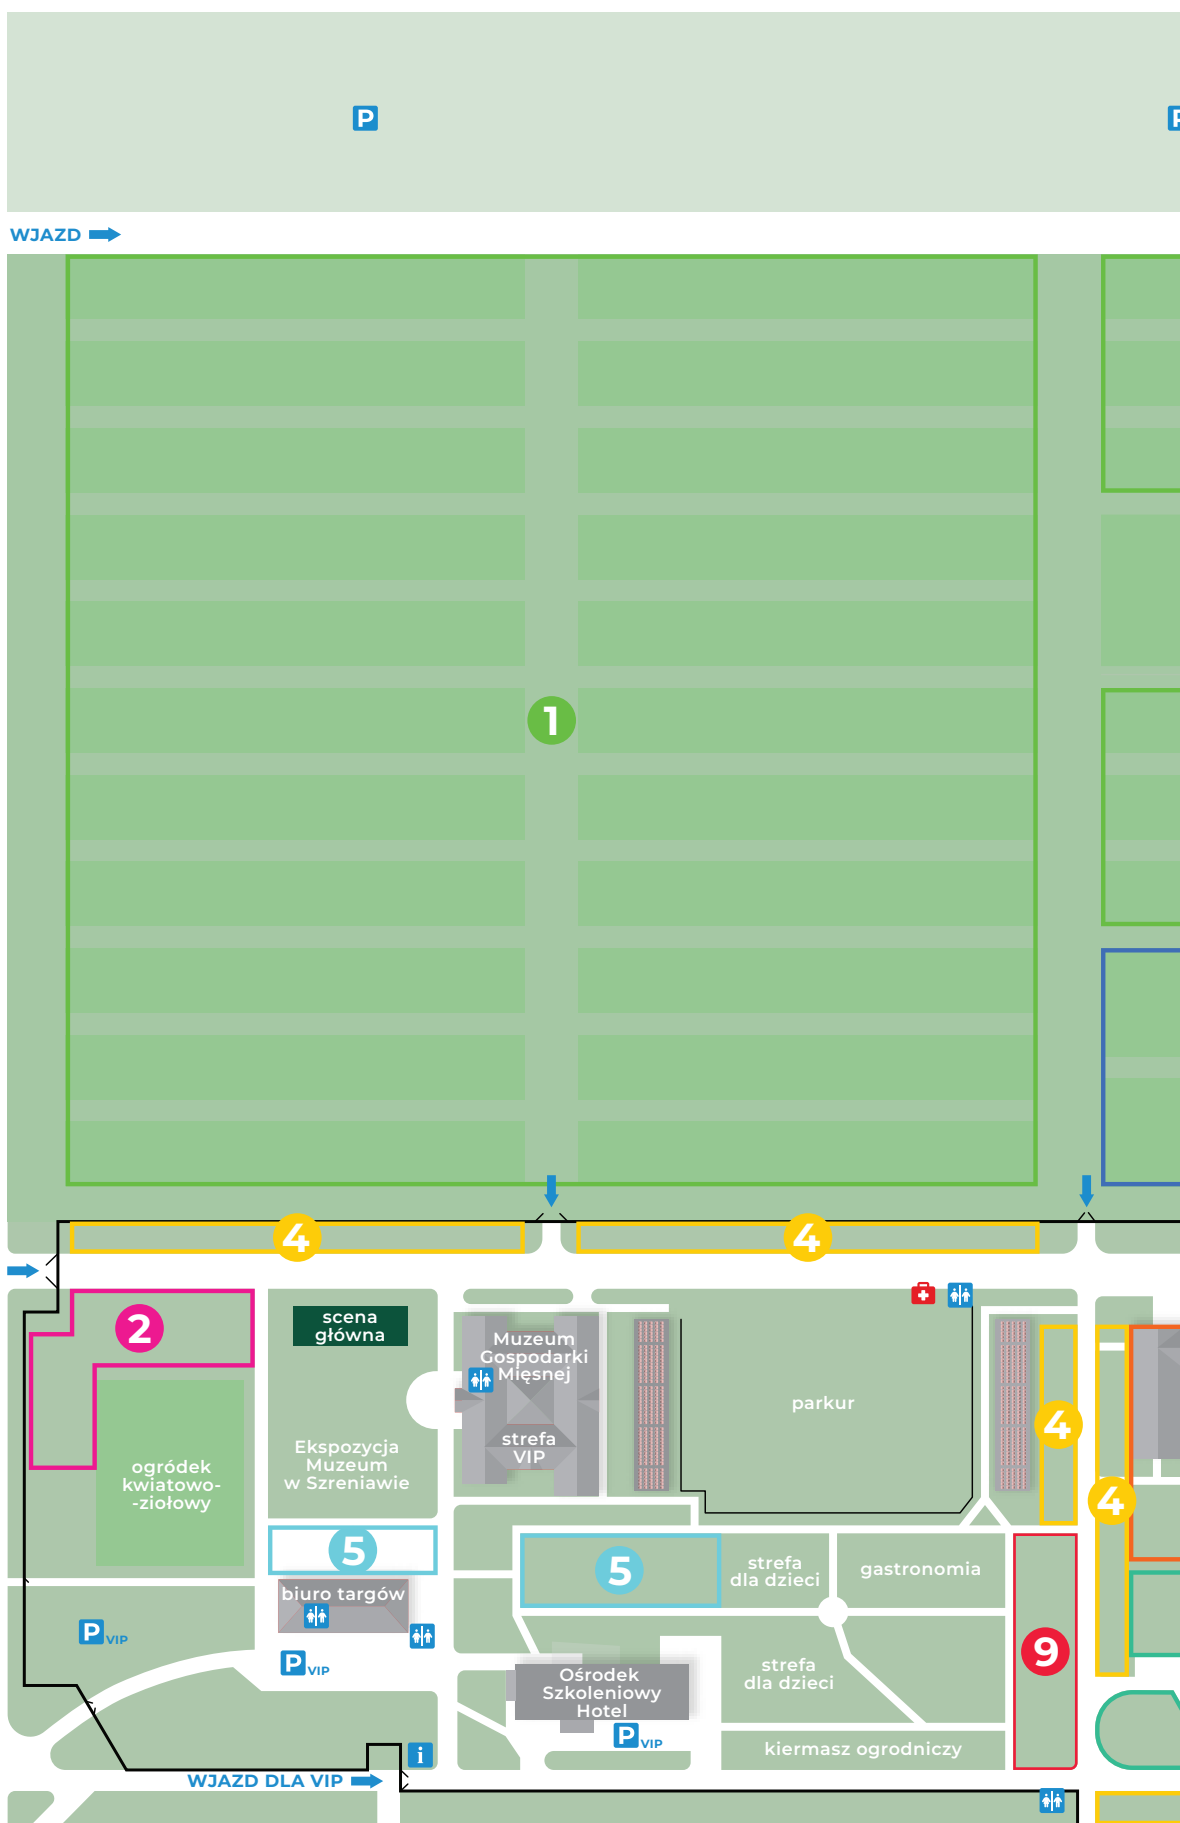 P
P
WJAZD
1
4
4
2
scena
główna
Muzeum
Gospodarki
Mięsnej
strefa
VIP
parkur
4
4
Ekspozycja
Muzeum
w Szreniawie
ogródek
kwiatowo-
-ziołowy
5
biuro targów
5
strefa
dla dzieci
gastronomia
P VIP
P VIP
9
strefa
dla dzieci
Ośrodek
Szkoleniowy
Hotel
P VIP
kiermasz ogrodniczy
i
WJAZD DLA VIP